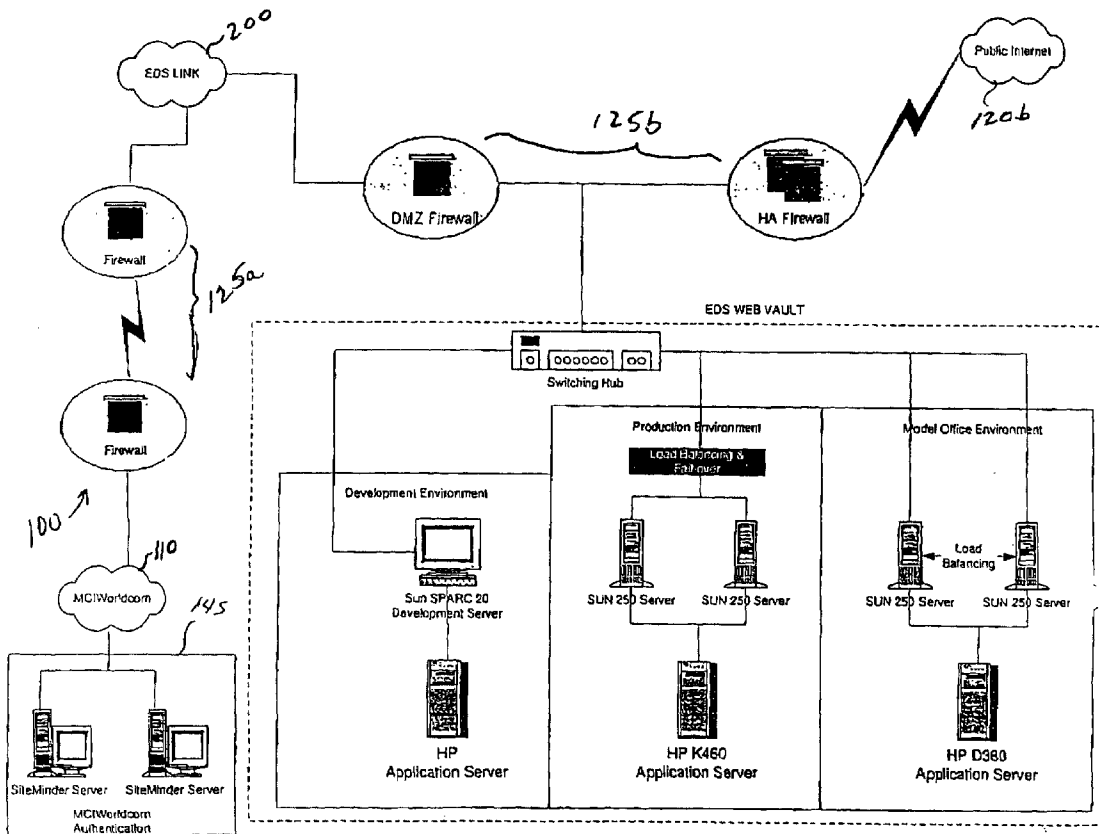 200
EDS LINK
Public Internet
120b
125b
DMZ Firewall
HA Firewall
Firewall
125a
EDS WEB VAULT
Switching Hub
Firewall
100
Production Environment
Model Office Environment
Load Balancing &
Failover
Development Environment
110
MCIWorldcom
Sun SPARC 20
Development Server
SUN 250 Server
SUN 250 Server
Load
Balancing
SUN 250 Server
SUN 250 Server
145
HP
Application Server
HP K460
Application Server
HP D380
Application Server
SiteMinder Server
SiteMinder Server
MCIWorldcom
Authentication